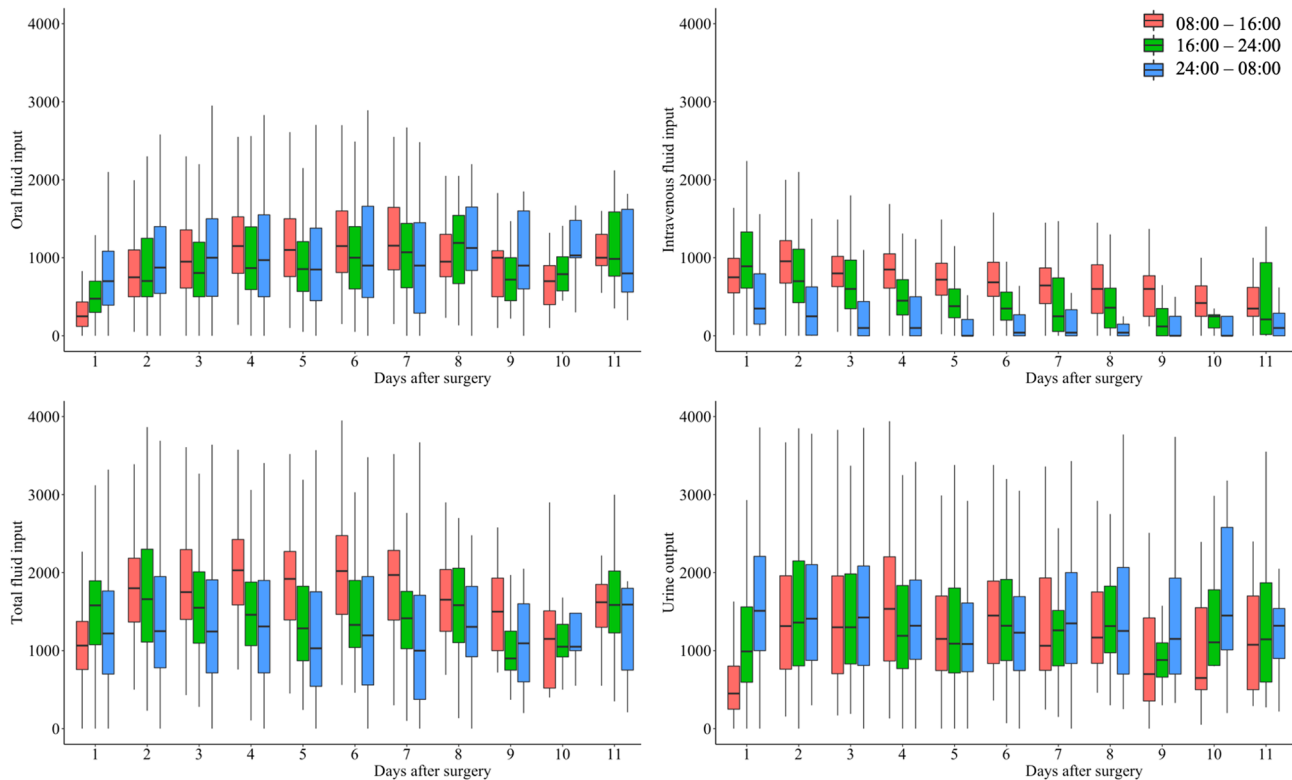 4000
3000
2000
1000
0
Oral fluid input
1 2 3 4 5 6 7 8 9 10 11
Days after surgery
4000
3000
2000
1000
0
Intravenous fluid input
1 2 3 4 5 6 7 8 9 10 11
Days after surgery
08:00 – 16:00
16:00 – 24:00
24:00 – 08:00
4000
3000
2000
1000
0
Total fluid input
1 2 3 4 5 6 7 8 9 10 11
Days after surgery
4000
3000
2000
1000
0
Urine output
1 2 3 4 5 6 7 8 9 10 11
Days after surgery